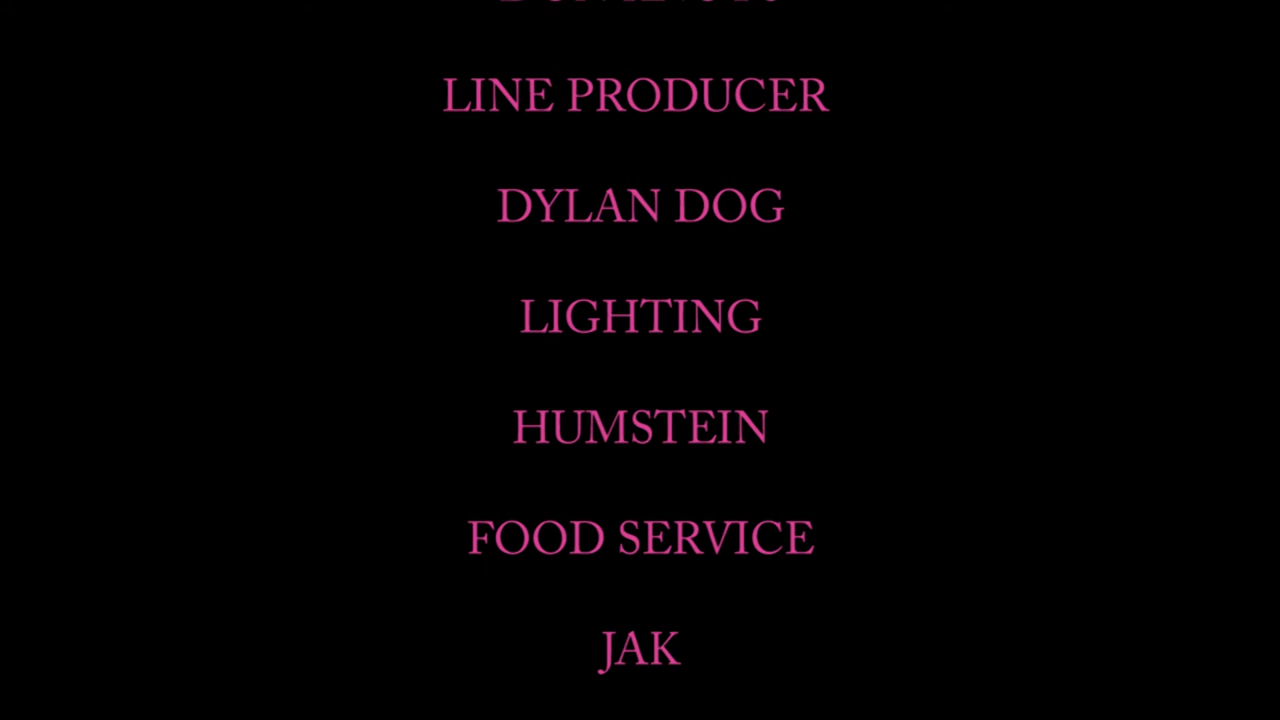 LINE PRODUCER
DYLAN DOG
LIGHTING
HUMSTEIN
FOOD SERVICE
JAK